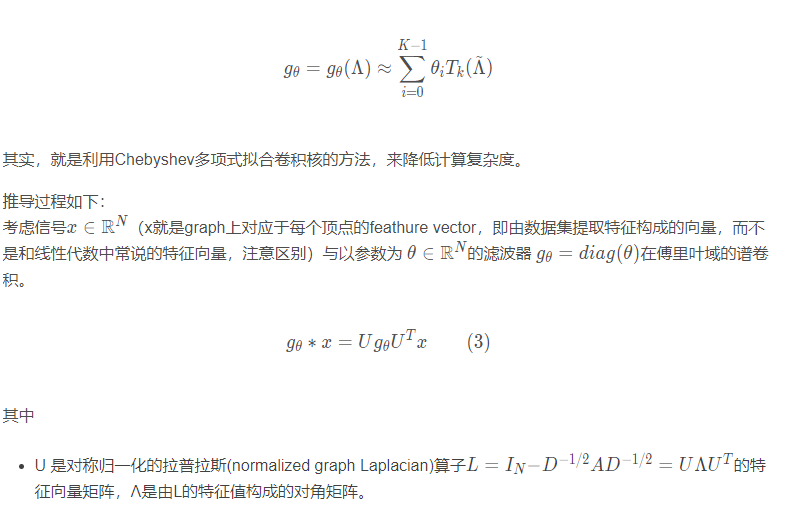 $g_\theta = g_\theta(\Lambda) \approx \sum_{i=0}^{K-1} \theta_i T_k(\tilde{\Lambda})$
其实，就是利用Chebyshev多项式拟合卷积核的方法，来降低计算复杂度。
推导过程如下：
考虑信号$x \in \mathbb{R}^N$（x就是graph上对应于每个顶点的feathure vector，即由数据集提取特征构成的向量，而不
是和线性代数中常说的特征向量，注意区别）与以参数为 $\theta \in \mathbb{R}^N$的滤波器 $g_\theta = diag(\theta)$在傅里叶域的谱卷
积。
$g_\theta * x = U g_\theta U^T x \qquad (3)$
其中
• U 是对称归一化的拉普拉斯(normalized graph Laplacian)算子$L = I_N - D^{-1/2} A D^{-1/2} = U \Lambda U^T$的特
征向量矩阵，Λ是由L的特征值构成的对角矩阵。